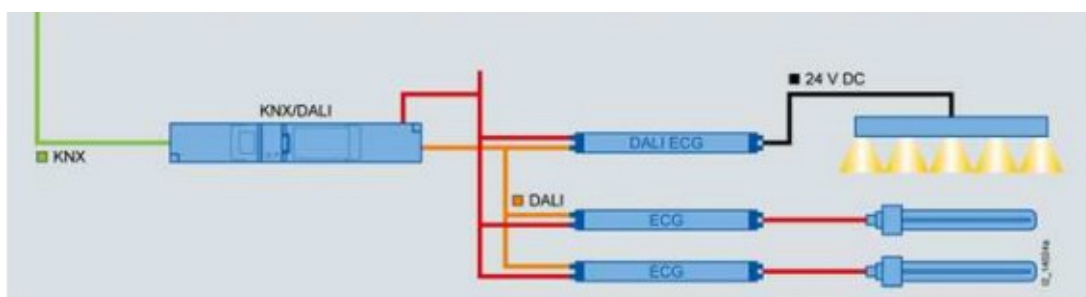 24 V DC
KNX/DALI
DALI ECG
KNX
DALI
ECG
ECG